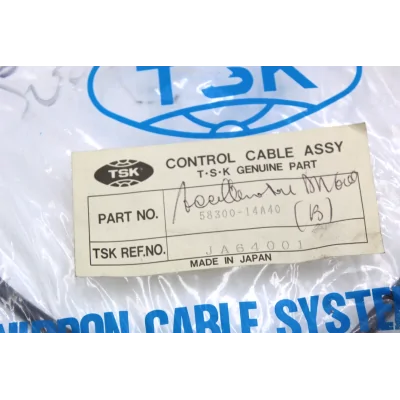 TSK
TSK
CONTROL CABLE ASSY
T·S·K GENUINE PART
PART NO.
58300-14A40
(B)
TSK REF.NO. JA64001
MADE IN JAPAN
NIPPON CABLE SYSTEM